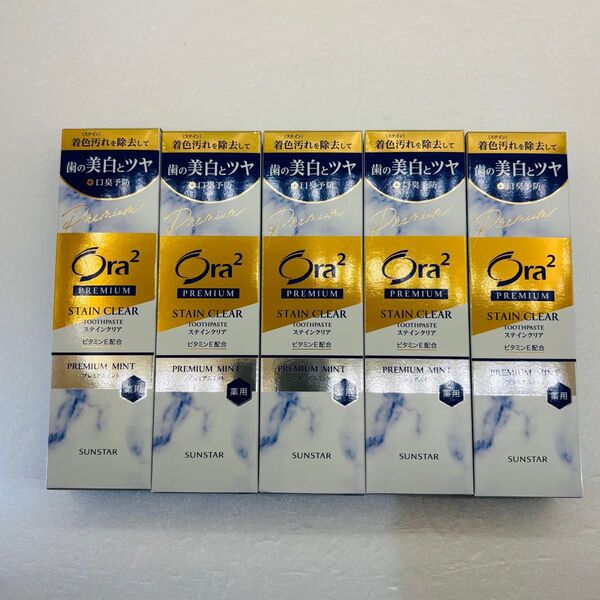 (ステイン)
着色汚れを除去して
歯の美白とツヤ
+口臭予防
Premium
Ora2
PREMIUM
STAIN CLEAR
TOOTHPASTE
ステインクリア
ビタミンE配合
PREMIUM MINT
プレミアムミント
薬用
SUNSTAR
(ステイン)
着色汚れを除去して
歯の美白とツヤ
+口臭予防
Premium
Ora2
PREMIUM
STAIN CLEAR
TOOTHPASTE
ステインクリア
ビタミンE配合
PREMIUM MINT
プレミアムミント
薬用
SUNSTAR
(ステイン)
着色汚れを除去して
歯の美白とツヤ
+口臭予防
Premium
Ora2
PREMIUM
STAIN CLEAR
TOOTHPASTE
ステインクリア
ビタミンE配合
PREMIUM MINT
プレミアムミント
薬用
SUNSTAR
(ステイン)
着色汚れを除去して
歯の美白とツヤ
+口臭予防
Premium
Ora2
PREMIUM
STAIN CLEAR
TOOTHPASTE
ステインクリア
ビタミンE配合
PREMIUM MINT
プレミアムミント
薬用
SUNSTAR
(ステイン)
着色汚れを除去して
歯の美白とツヤ
+口臭予防
Premium
Ora2
PREMIUM
STAIN CLEAR
TOOTHPASTE
ステインクリア
ビタミンE配合
PREMIUM MINT
プレミアムミント
薬用
SUNSTAR